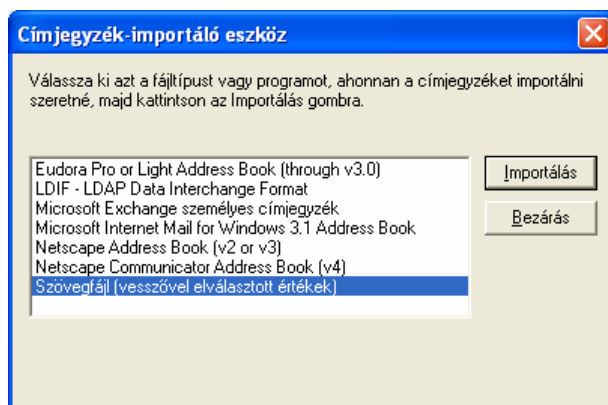 Címjegyzék-importáló eszköz
Válassza ki azt a fájltípust vagy programot, ahonnan a címjegyzéket importálni
szeretné, majd kattintson az Importálás gombra.
Eudora Pro or Light Address Book (through v3.0)
LDIF - LDAP Data Interchange Format
Microsoft Exchange személyes címjegyzék
Microsoft Internet Mail for Windows 3.1 Address Book
Netscape Address Book (v2 or v3)
Netscape Communicator Address Book (v4)
Szövegfájl (vesszővel elválasztott értékek)
Importálás
Bezárás